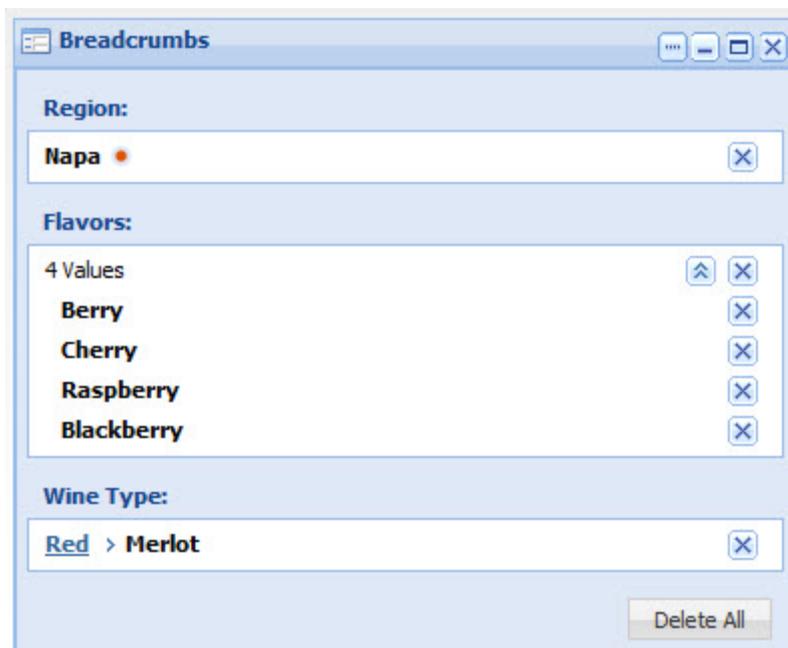 Breadcrumbs
Region:
Napa
Flavors:
4 Values
Berry
Cherry
Raspberry
Blackberry
Wine Type:
Red > Merlot
Delete All